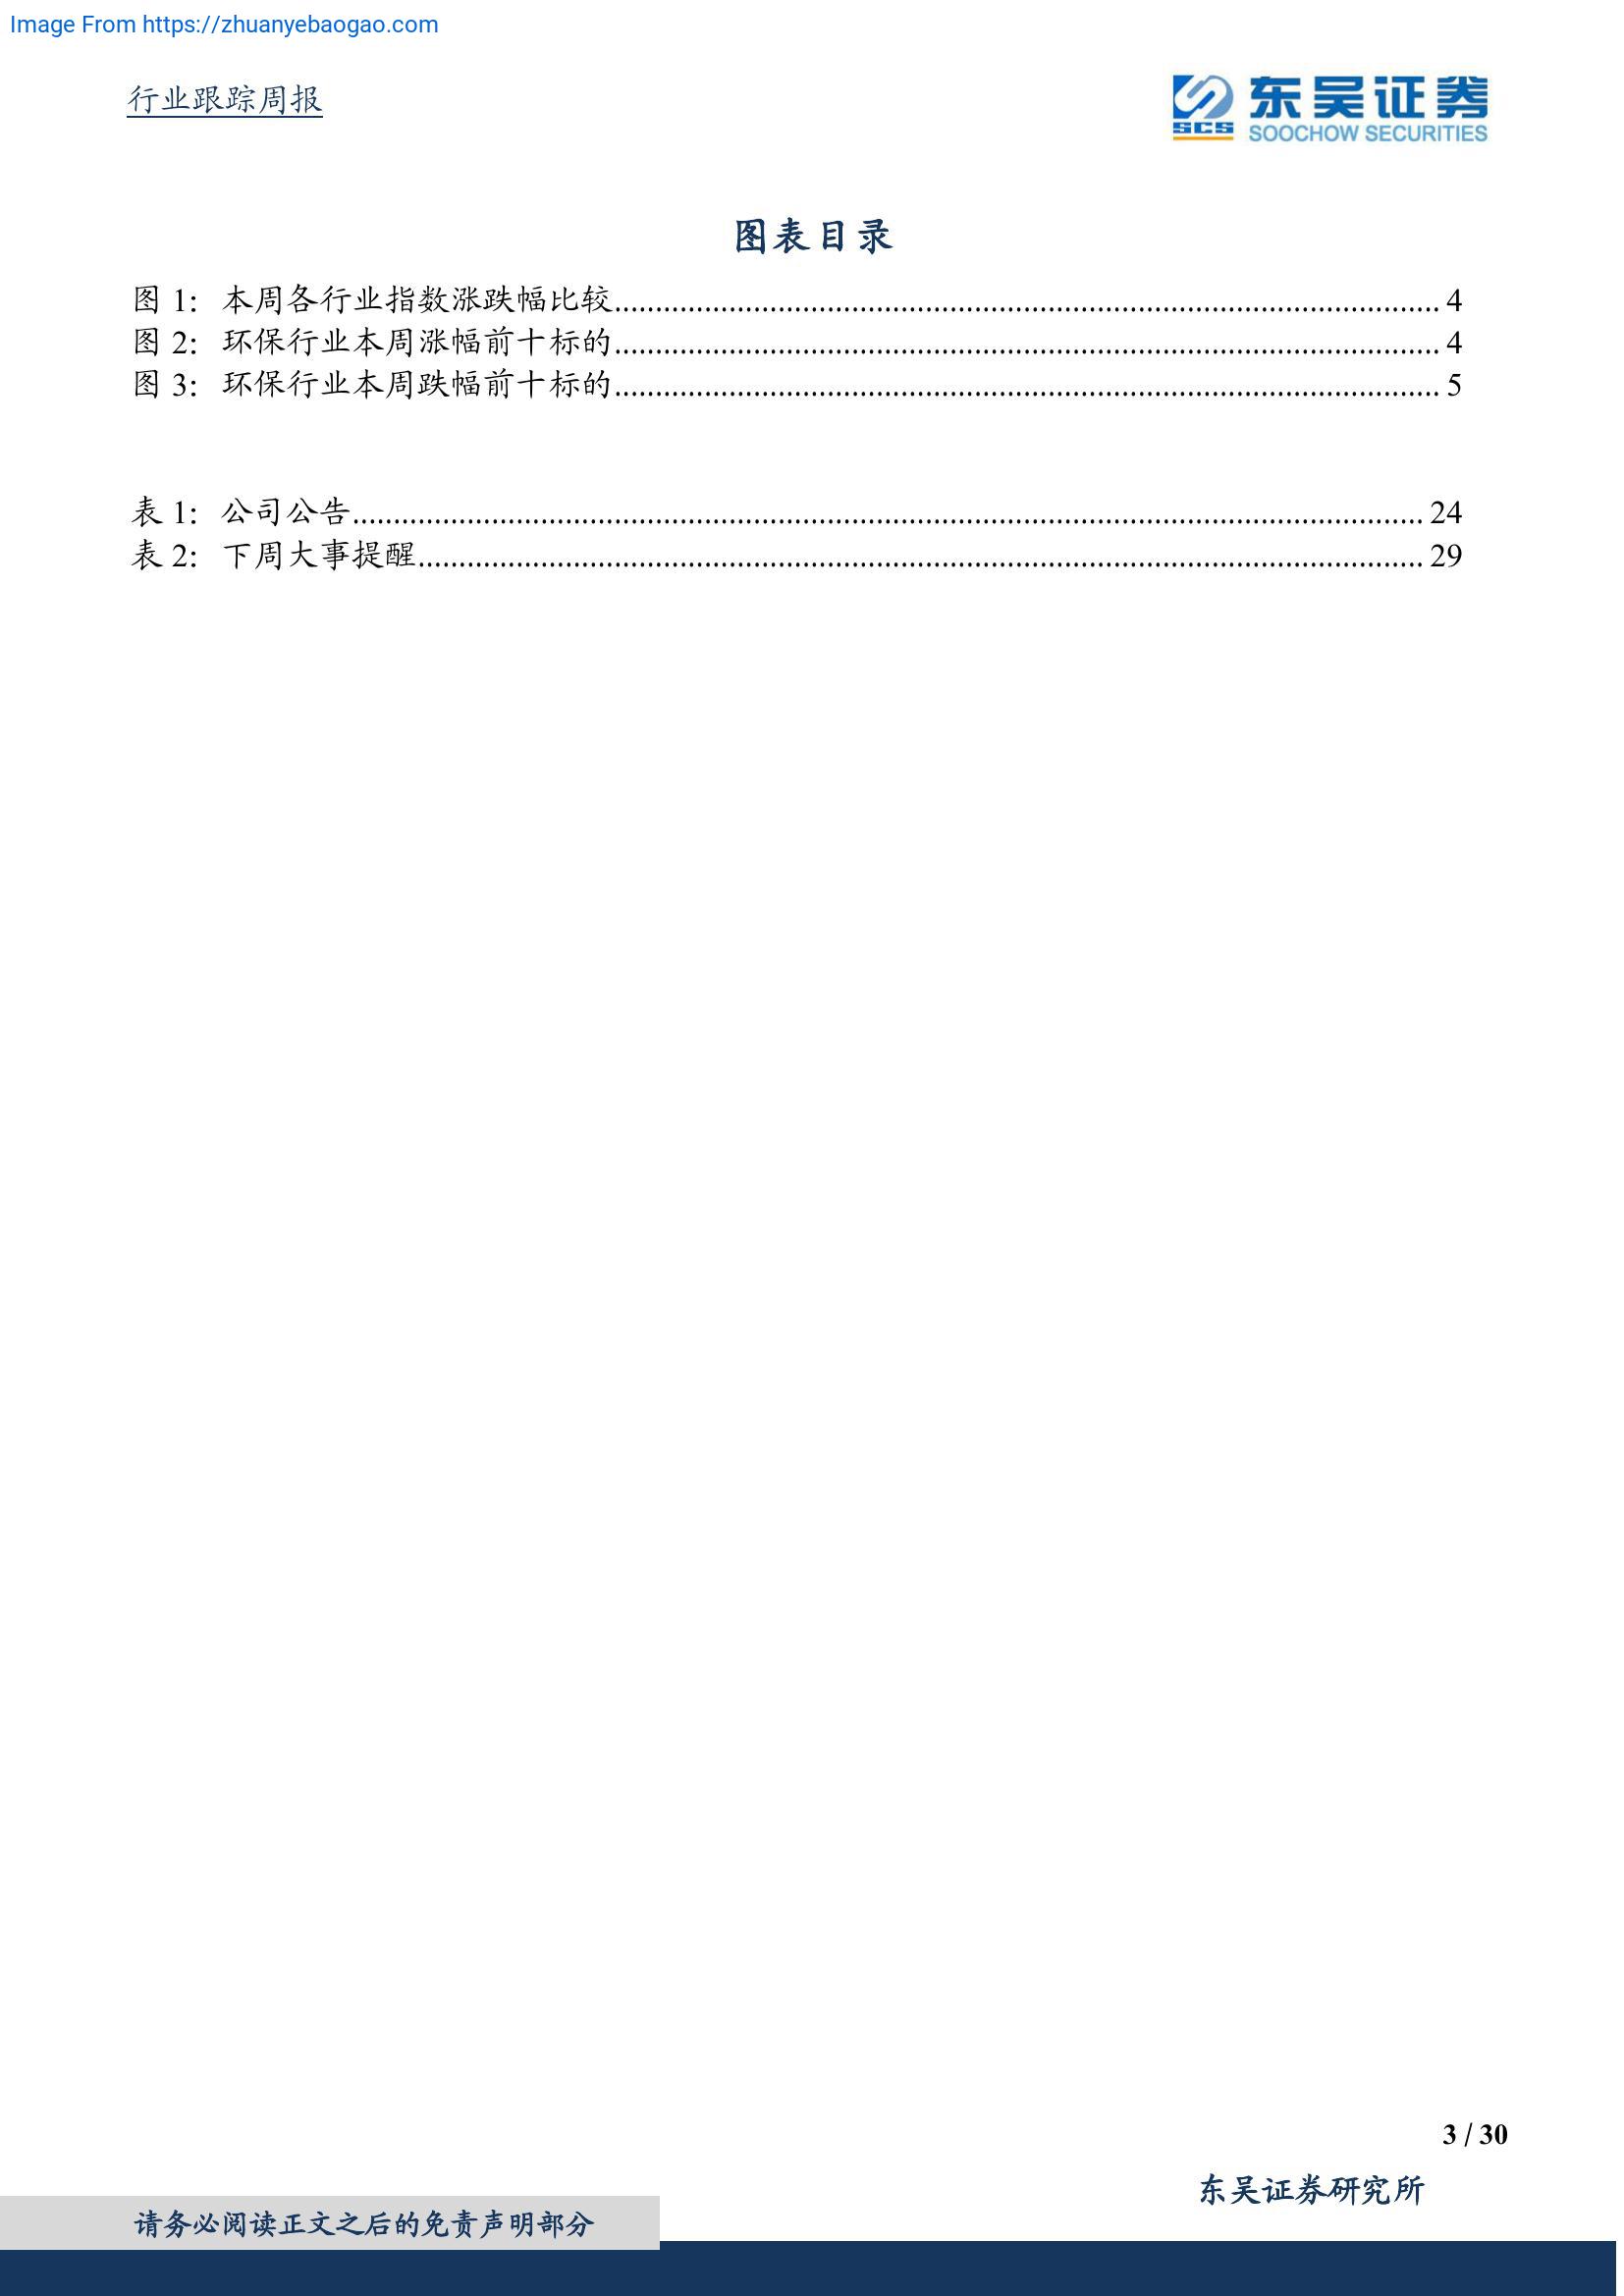 Image From https://zhuanyebaogao.com
行业跟踪周报
SCS 东吴证券
SOOCHOW SECURITIES
图表目录
图 1: 本周各行业指数涨跌幅比较........................................ 4
图 2: 环保行业本周涨幅前十标的........................................ 4
图 3: 环保行业本周跌幅前十标的........................................ 5
表 1: 公司公告........................................ 24
表 2: 下周大事提醒........................................ 29
3 / 30
东吴证券研究所
请务必阅读正文之后的免责声明部分